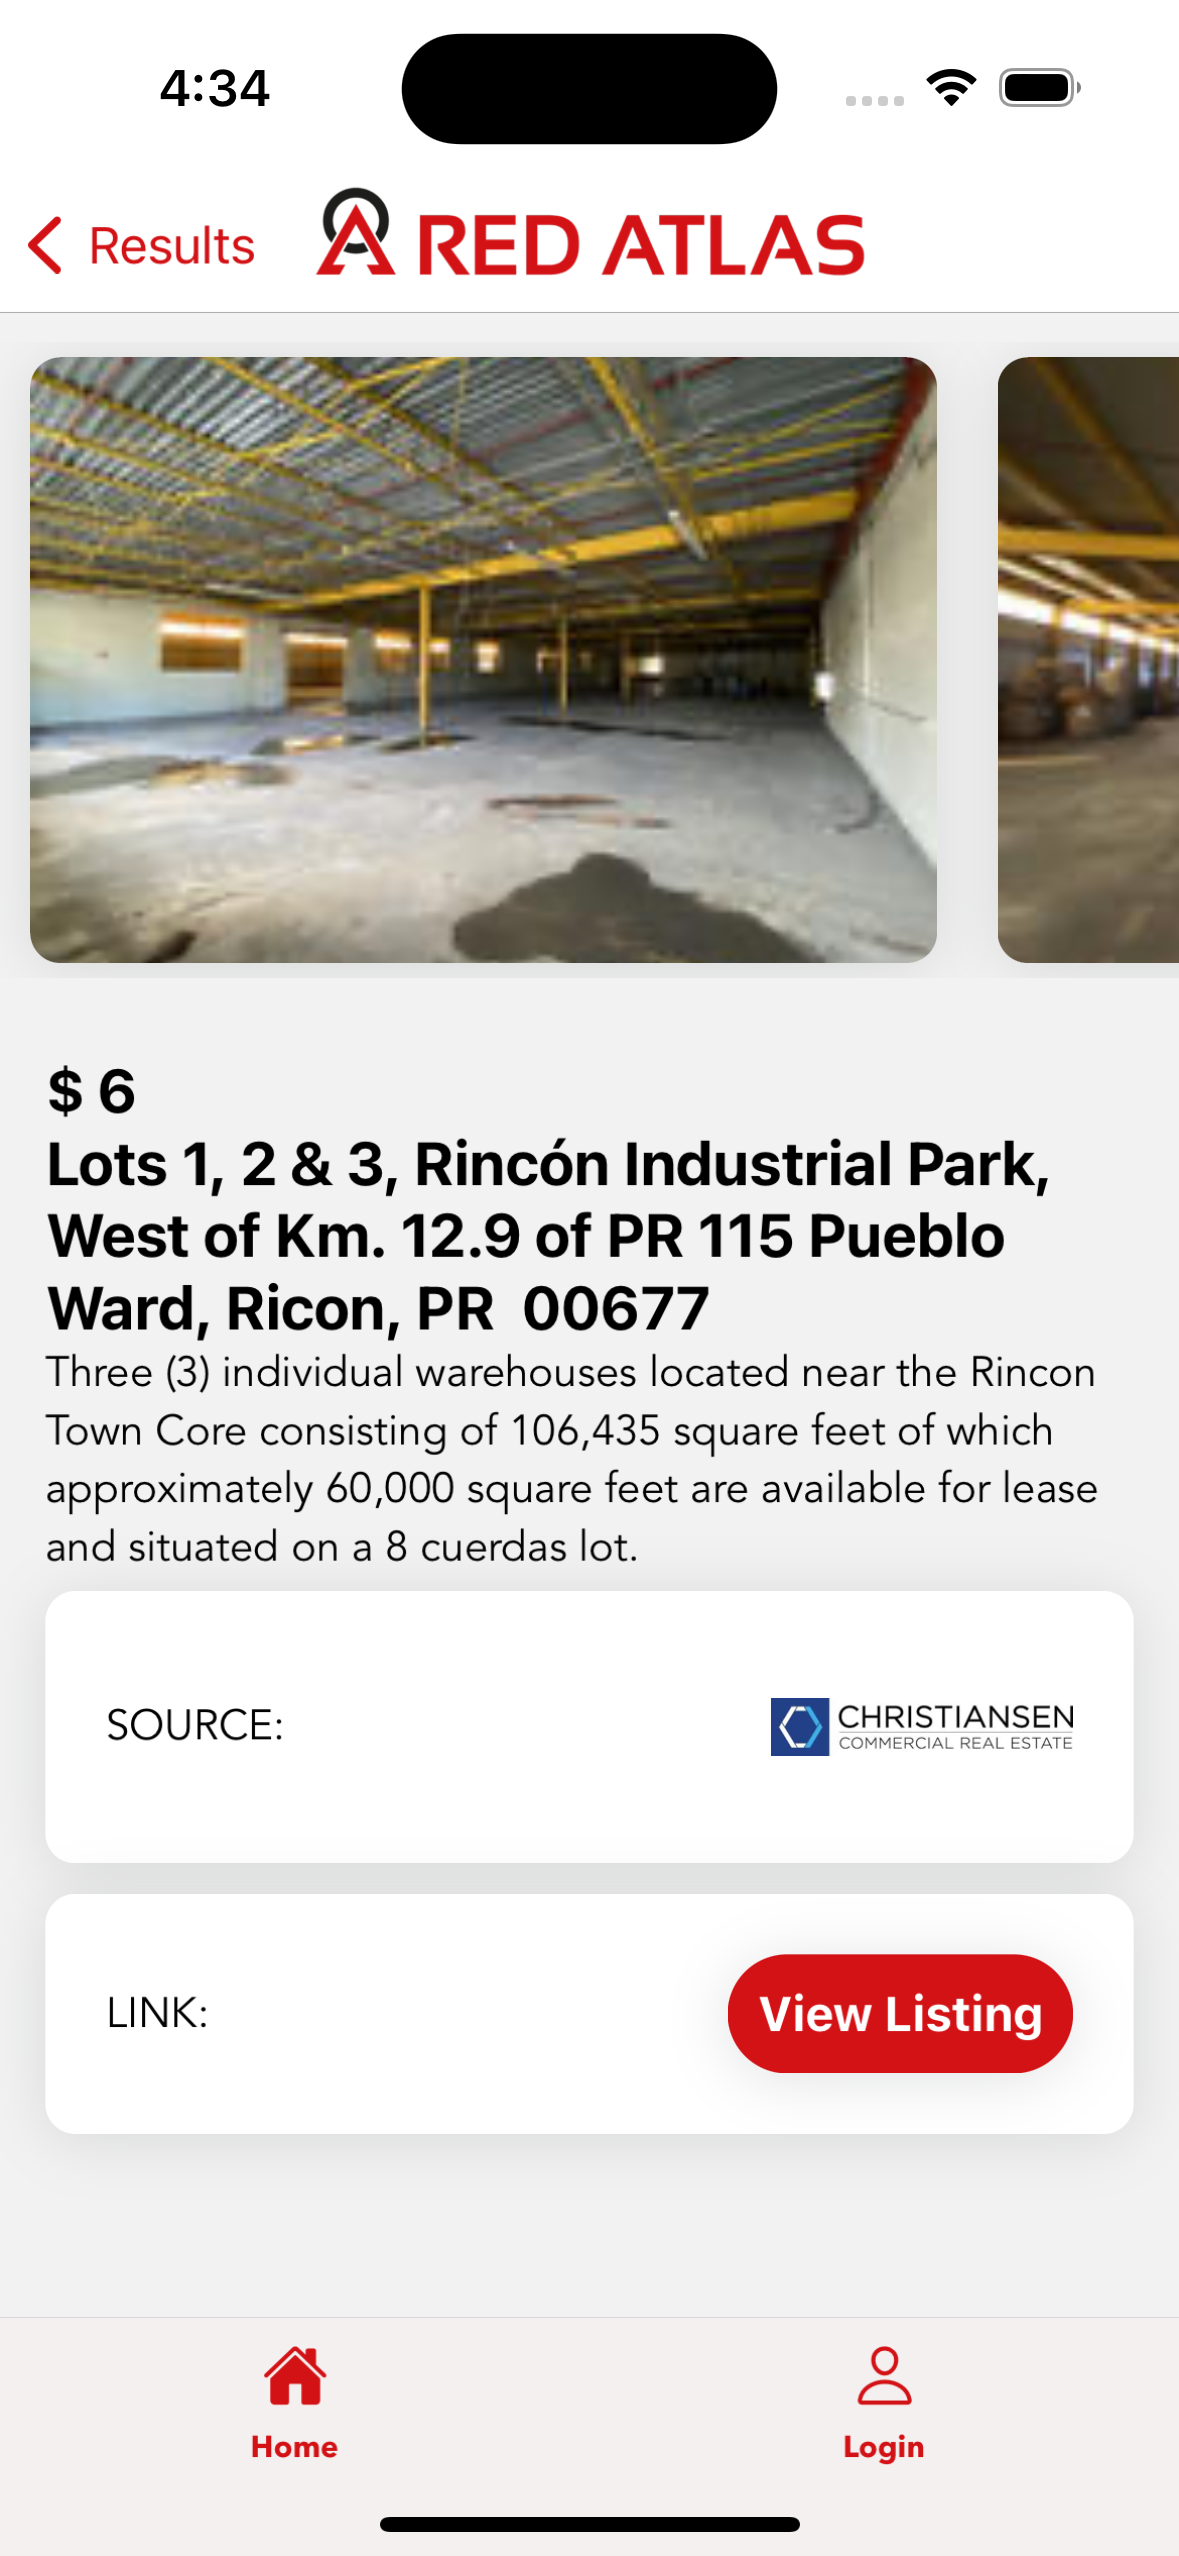 4:34
Results
RED ATLAS
$ 6
Lots 1, 2 & 3, Rincón Industrial Park,
West of Km. 12.9 of PR 115 Pueblo
Ward, Ricon, PR  00677
Three (3) individual warehouses located near the Rincon
Town Core consisting of 106,435 square feet of which
approximately 60,000 square feet are available for lease
and situated on a 8 cuerdas lot.
SOURCE:
CHRISTIANSEN
COMMERCIAL REAL ESTATE
LINK:
View Listing
Home
Login